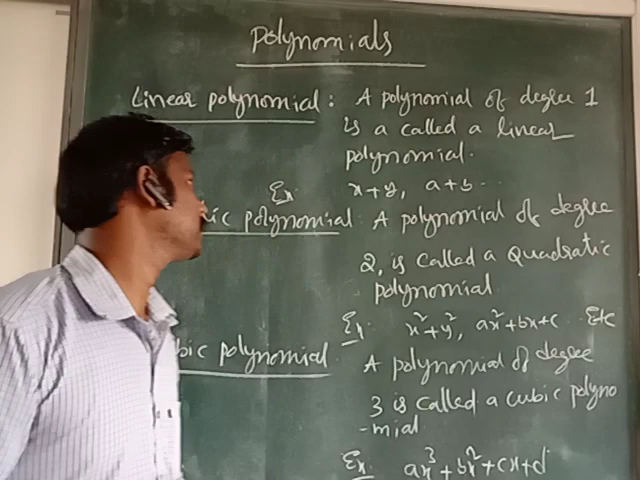 Polynomials
Linear polynomial: A polynomial of degree 1
is a called a linear
polynomial.
Ex x+y, a+b..
ic polynomial: A polynomial of degree
2, is called a Quadratic
polynomial
Ex x²+y², ax²+bx+c Etc
bic polynomial A polynomial of degree
3 is called a cubic polyno
-mial
Ex. ax³+bx²+cx+d